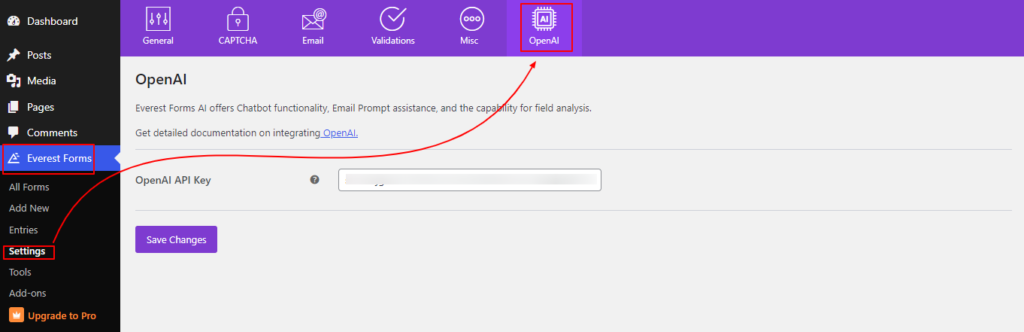 Dashboard
Posts
Media
Pages
Comments
Everest Forms
All Forms
Add New
Entries
Settings
Tools
Add-ons
Upgrade to Pro
General
CAPTCHA
Email
Validations
Misc
AI
OpenAI
OpenAI
Everest Forms AI offers Chatbot functionality, Email Prompt assistance, and the capability for field analysis.
Get detailed documentation on integrating OpenAI.
OpenAI API Key
Save Changes